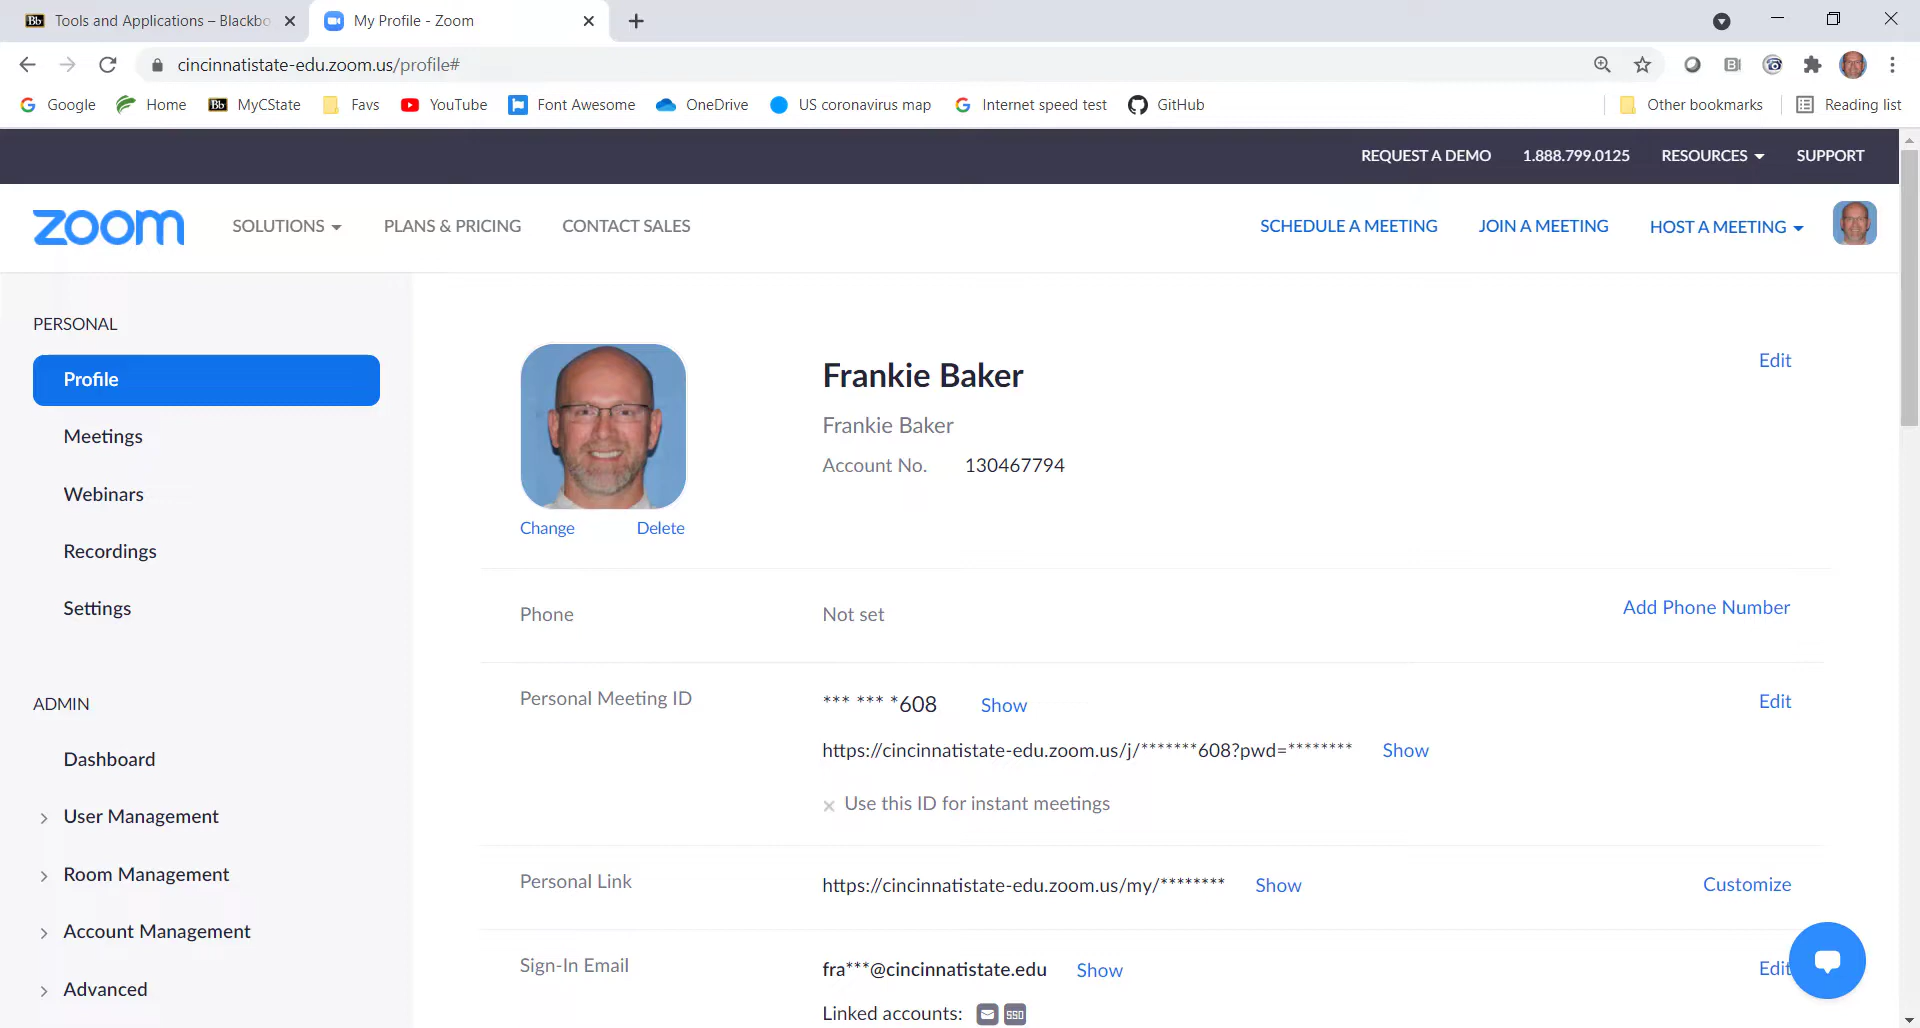 Tools and Applications – Blackbo
My Profile - Zoom
cincinnatistate-edu.zoom.us/profile#
Google
Home
MyCState
Favs
YouTube
Font Awesome
OneDrive
US coronavirus map
Internet speed test
GitHub
Other bookmarks
Reading list
REQUEST A DEMO
1.888.799.0125
RESOURCES
SUPPORT
zoom
SOLUTIONS
PLANS & PRICING
CONTACT SALES
SCHEDULE A MEETING
JOIN A MEETING
HOST A MEETING
PERSONAL
Profile
Meetings
Webinars
Recordings
Settings
ADMIN
Dashboard
User Management
Room Management
Account Management
Advanced
Frankie Baker
Edit
Frankie Baker
Account No. 130467794
Change
Delete
Phone
Not set
Add Phone Number
Personal Meeting ID
*** *** *608
Show
Edit
https://cincinnatistate-edu.zoom.us/j/*******608?pwd=********
Show
Use this ID for instant meetings
Personal Link
https://cincinnatistate-edu.zoom.us/my/********
Show
Customize
Sign-In Email
fra***@cincinnatistate.edu
Show
Edit
Linked accounts:
SSO